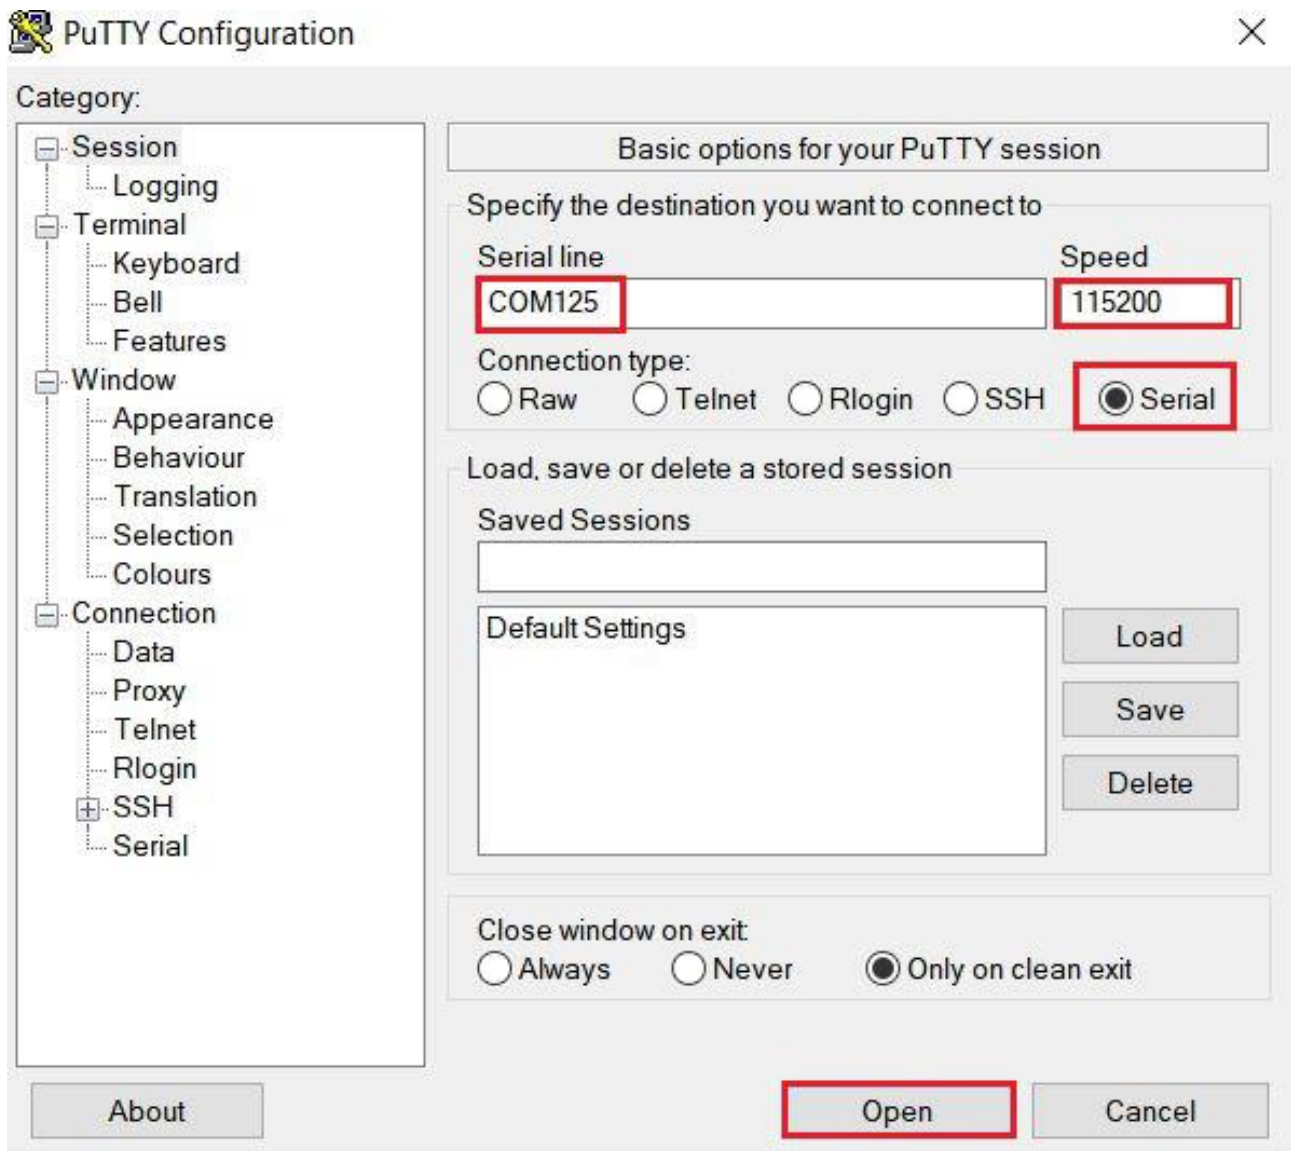 PuTTY Configuration
Category:
Session
Logging
Terminal
Keyboard
Bell
Features
Window
Appearance
Behaviour
Translation
Selection
Colours
Connection
Data
Proxy
Telnet
Rlogin
SSH
Serial
Basic options for your PuTTY session
Specify the destination you want to connect to
Serial line Speed
COM125 115200
Connection type:
Raw Telnet Rlogin SSH Serial
Load, save or delete a stored session
Saved Sessions
Default Settings
Load
Save
Delete
Close window on exit:
Always Never Only on clean exit
About Open Cancel